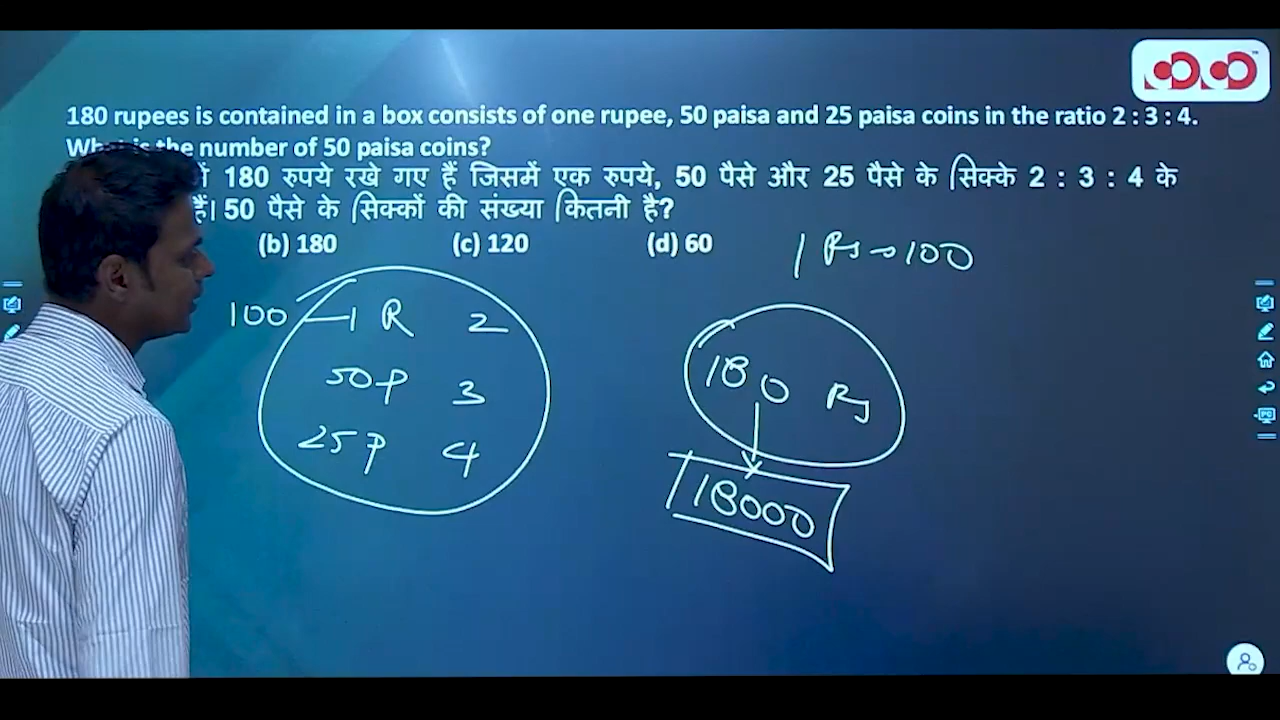 180 rupees is contained in a box consists of one rupee, 50 paisa and 25 paisa coins in the ratio 2 : 3 : 4.
is the number of 50 paisa coins?
180 रुपये रखे गए हैं जिसमें एक रुपये, 50 पैसे और 25 पैसे के सिक्के 2 : 3 : 4 के
हैं। 50 पैसे के सिक्कों की संख्या कितनी है?
(b) 180 (c) 120 (d) 60
1 Rs → 100
100 — 1 R 2
50 P 3
25 P 4
180 Rs
18000